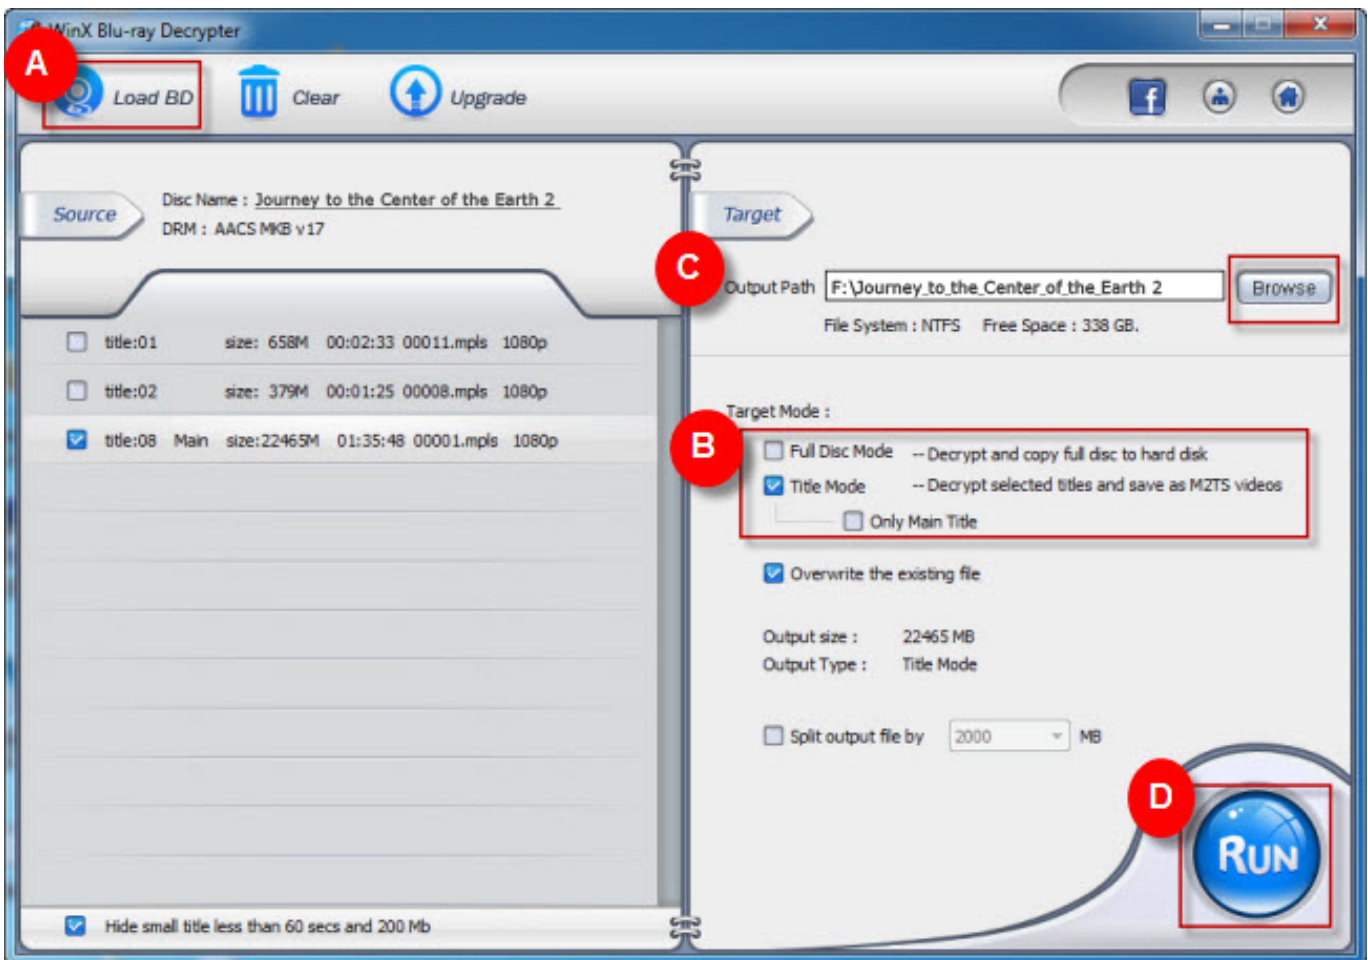 WinX Blu-ray Decrypter
A
Load BD
Clear
Upgrade
f
Source
Disc Name : Journey to the Center of the Earth 2
DRM : AACS MKB v17
title:01 size: 658M 00:02:33 00011.mpls 1080p
title:02 size: 379M 00:01:25 00008.mpls 1080p
title:08 Main size:22465M 01:35:48 00001.mpls 1080p
Hide small title less than 60 secs and 200 Mb
Target
C
Output Path F:\Journey_to_the_Center_of_the_Earth 2 Browse
File System : NTFS Free Space : 338 GB.
Target Mode :
B
Full Disc Mode -- Decrypt and copy full disc to hard disk
Title Mode -- Decrypt selected titles and save as M2TS videos
Only Main Title
Overwrite the existing file
Output size : 22465 MB
Output Type : Title Mode
Split output file by 2000 MB
D
RUN